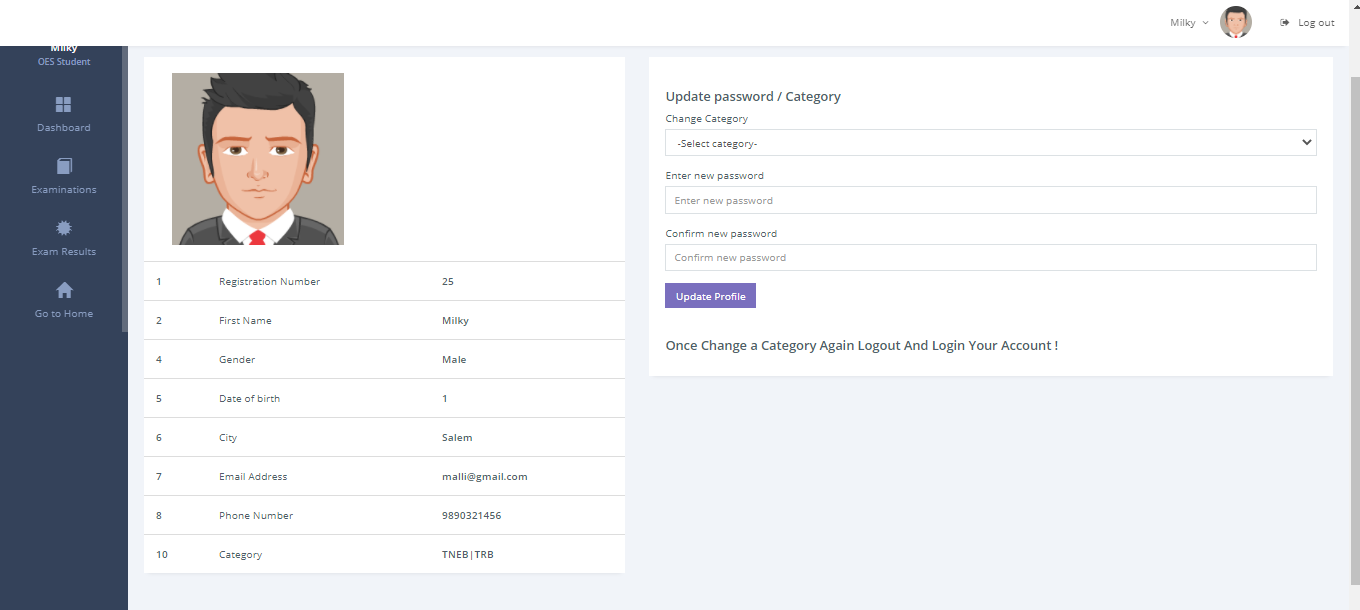 Milky
Log out
Milky
OES Student
Dashboard
Examinations
Exam Results
Go to Home
1 Registration Number 25
2 First Name Milky
4 Gender Male
5 Date of birth 1
6 City Salem
7 Email Address malli@gmail.com
8 Phone Number 9890321456
10 Category TNEB|TRB
Update password / Category
Change Category
-Select category-
Enter new password
Enter new password
Confirm new password
Confirm new password
Update Profile
Once Change a Category Again Logout And Login Your Account !